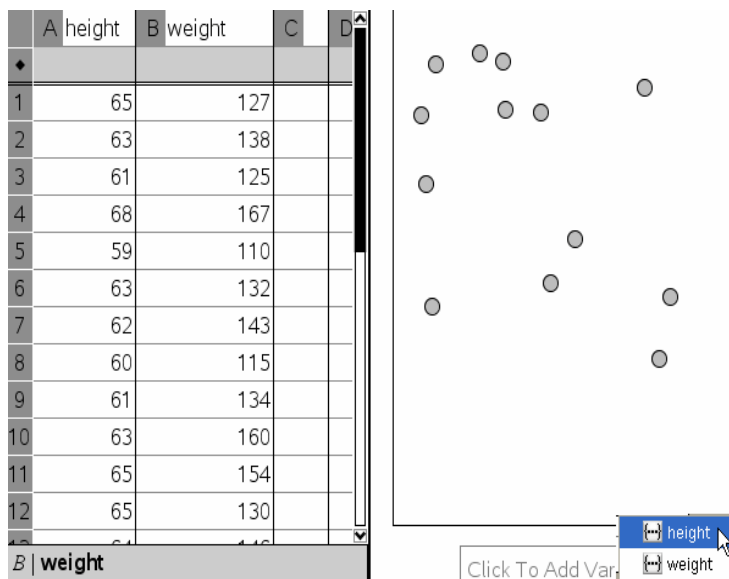 A height B weight C D
1 65 127
2 63 138
3 61 125
4 68 167
5 59 110
6 63 132
7 62 143
8 60 115
9 61 134
10 63 160
11 65 154
12 65 130
B | weight
height
Click To Add Var
weight